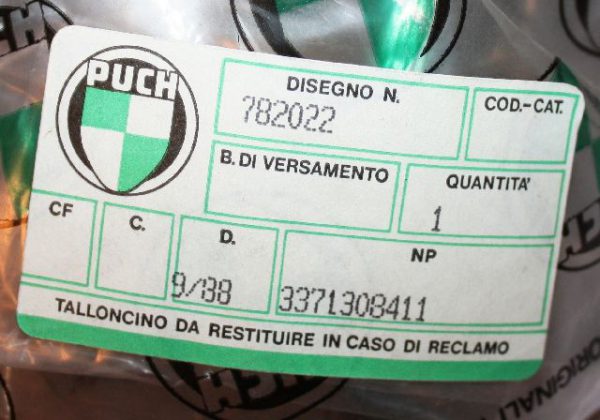 PUCH
DISEGNO N.
782022
COD.-CAT.
B. DI VERSAMENTO
QUANTITA'
1
CF
C.
D.
9/88
NP
3371308411
TALLONCINO DA RESTITUIRE IN CASO DI RECLAMO
ORIGINALI